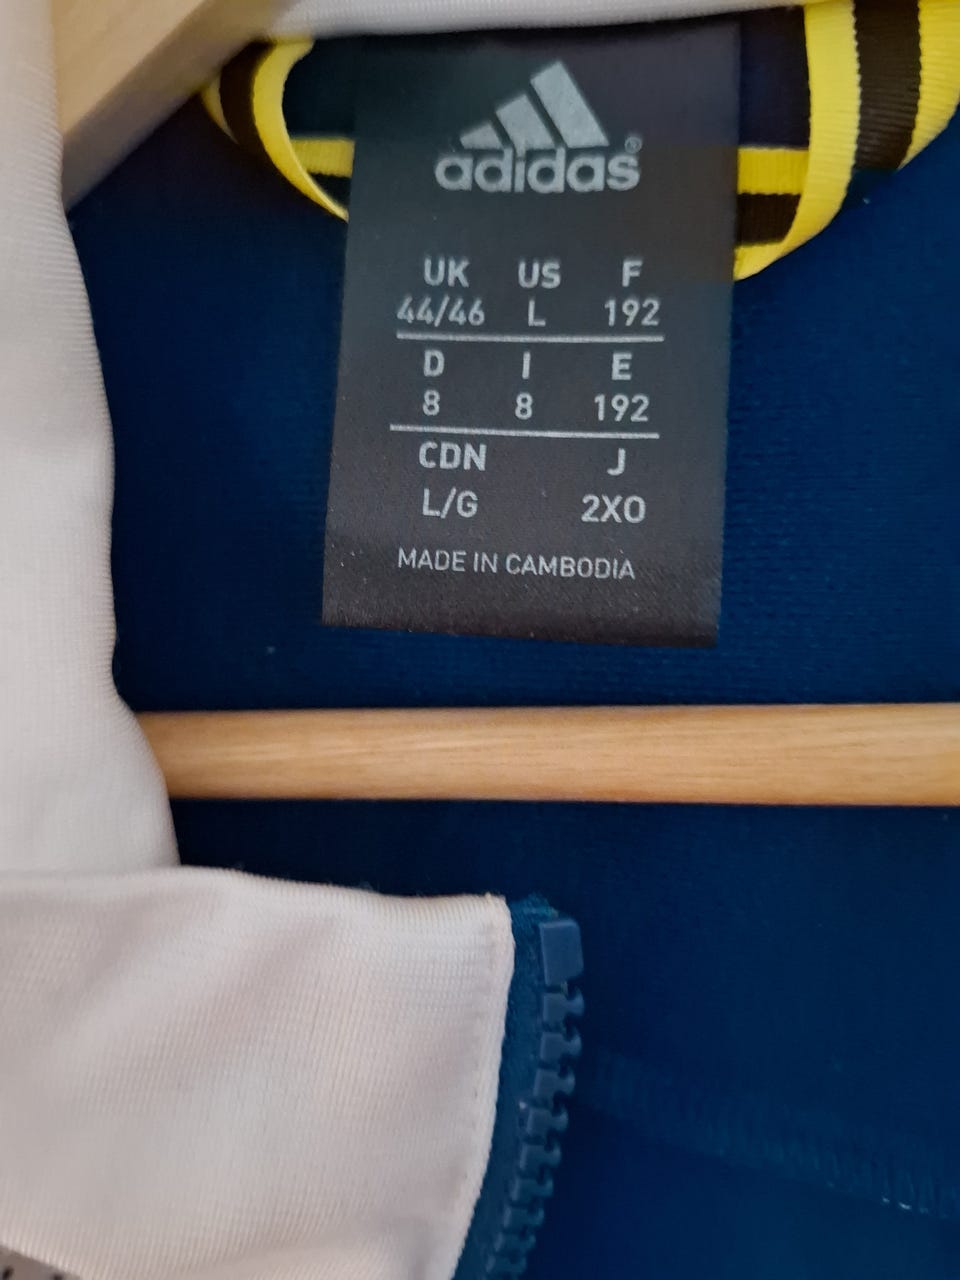 adidas®
UK US F
44/46 L 192
D I E
8 8 192
CDN J
L/G 2XO
MADE IN CAMBODIA